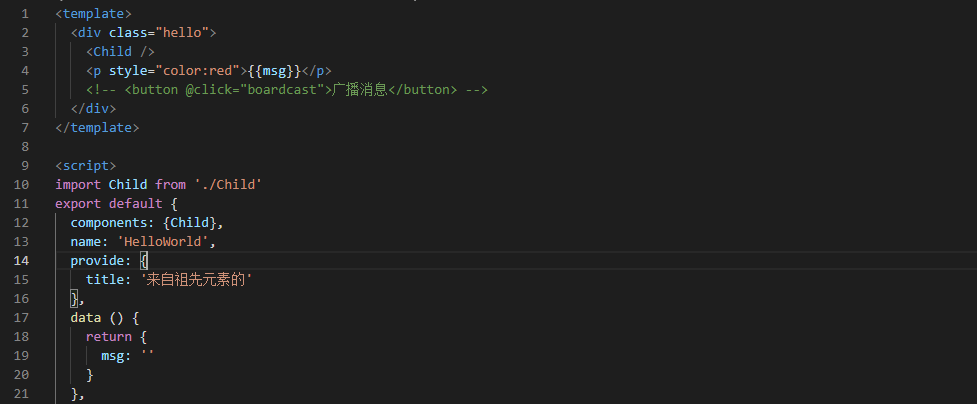 1 <template>
2 <div class="hello">
3 <Child />
4 <p style="color:red">{{msg}}</p>
5 <!-- <button @click="boardcast">广播消息</button> -->
6 </div>
7 </template>
8
9 <script>
10 import Child from './Child'
11 export default {
12 components: {Child},
13 name: 'HelloWorld',
14 provide: {
15 title: '来自祖先元素的'
16 },
17 data () {
18 return {
19 msg: ''
20 }
21 },